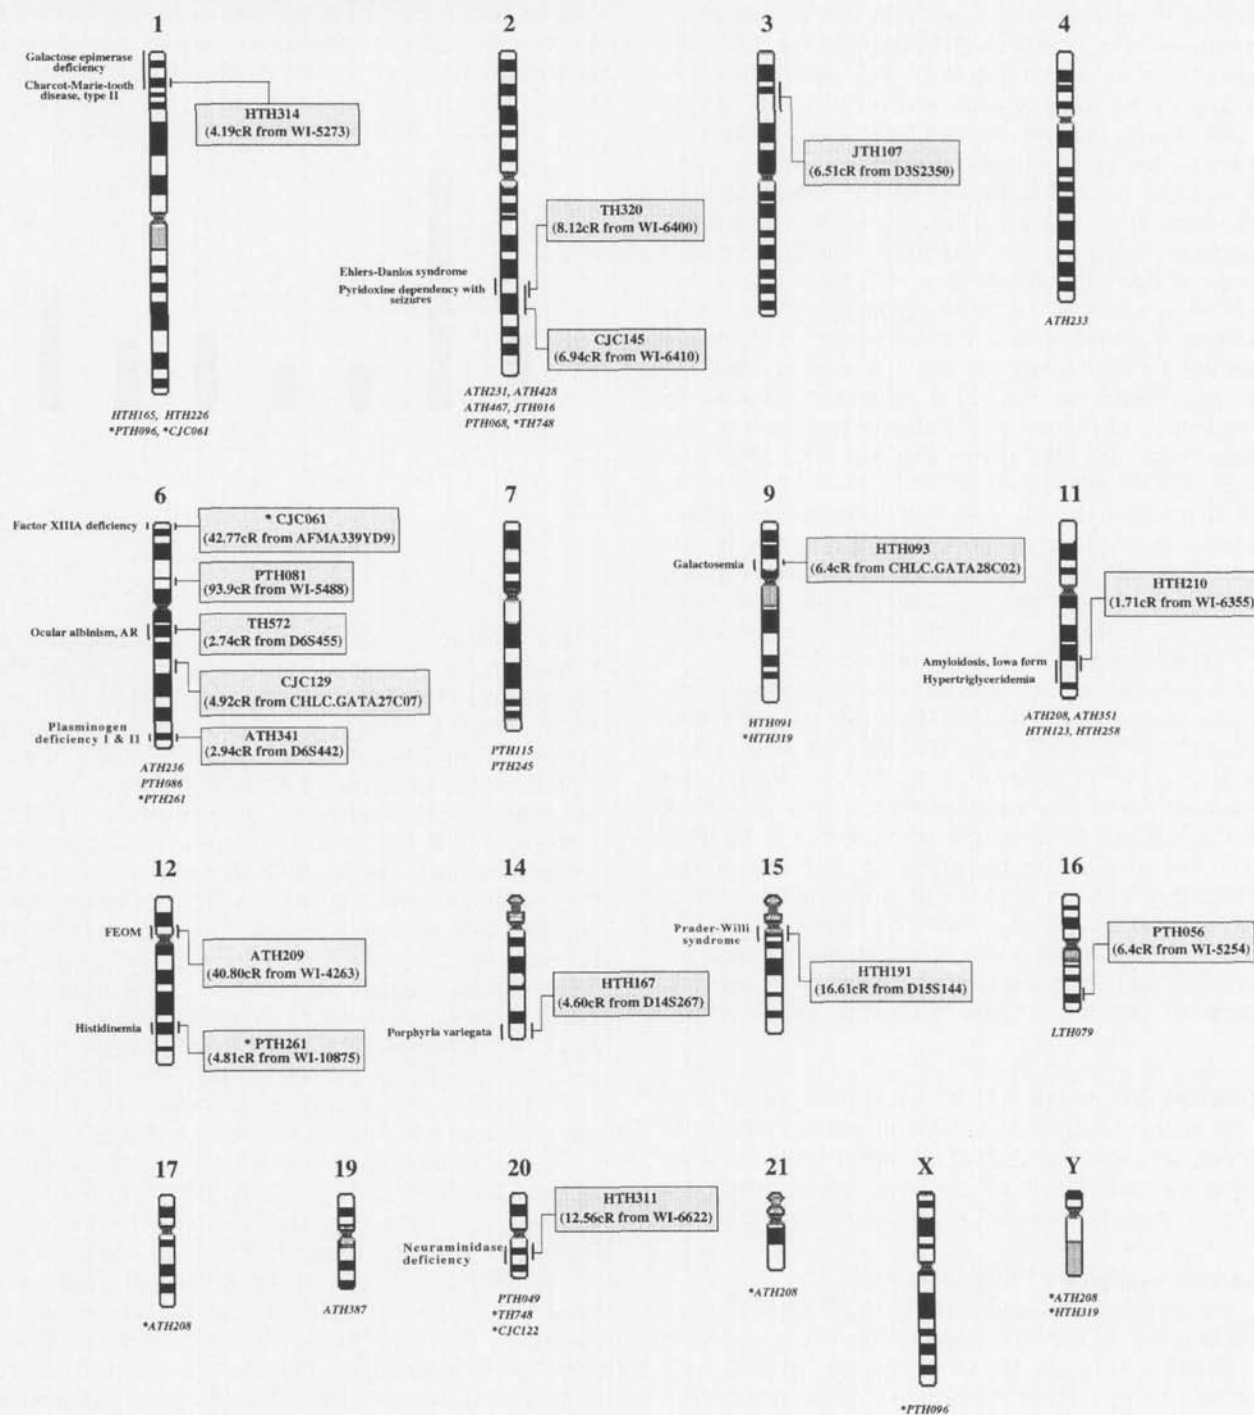 1
2
3
4
Galactose epimerase
deficiency
Charcot-Marie-tooth
disease, type II
HTH314
(4.19cR from WI-5273)
HTH165, HTH226
*PTH096, *CJC061
TH320
(8.12cR from WI-6400)
Ehlers-Danlos syndrome
Pyridoxine dependency with
seizures
CJC145
(6.94cR from WI-6410)
ATH231, ATH428
ATH467, JTH016
PTH068, *TH748
JTH107
(6.51cR from D3S2350)
ATH233
6
7
9
11
Factor XIIIA deficiency
* CJC061
(42.77cR from AFMA339YD9)
PTH081
(93.9cR from WI-5488)
Ocular albinism, AR
TH572
(2.74cR from D6S455)
CJC129
(4.92cR from CHLC.GATA27C07)
Plasminogen
deficiency I & II
ATH341
(2.94cR from D6S442)
ATH236
PTH086
*PTH261
PTH115
PTH245
Galactosemia
HTH093
(6.4cR from CHLC.GATA28C02)
HTH091
*HTH319
HTH210
(1.71cR from WI-6355)
Amyloidosis, Iowa form
Hypertriglyceridemia
ATH208, ATH351
HTH123, HTH258
12
14
15
16
FEOM
ATH209
(40.80cR from WI-4263)
Histidinemia
* PTH261
(4.81cR from WI-10875)
HTH167
(4.60cR from D14S267)
Porphyria variegata
Prader-Willi
syndrome
HTH191
(16.61cR from D15S144)
PTH056
(6.4cR from WI-5254)
LTH079
17
19
20
21
X
Y
*ATH208
ATH387
HTH311
(12.56cR from WI-6622)
Neuraminidase
deficiency
PTH049
*TH748
*CJC122
*ATH208
*PTH096
*ATH208
*HTH319